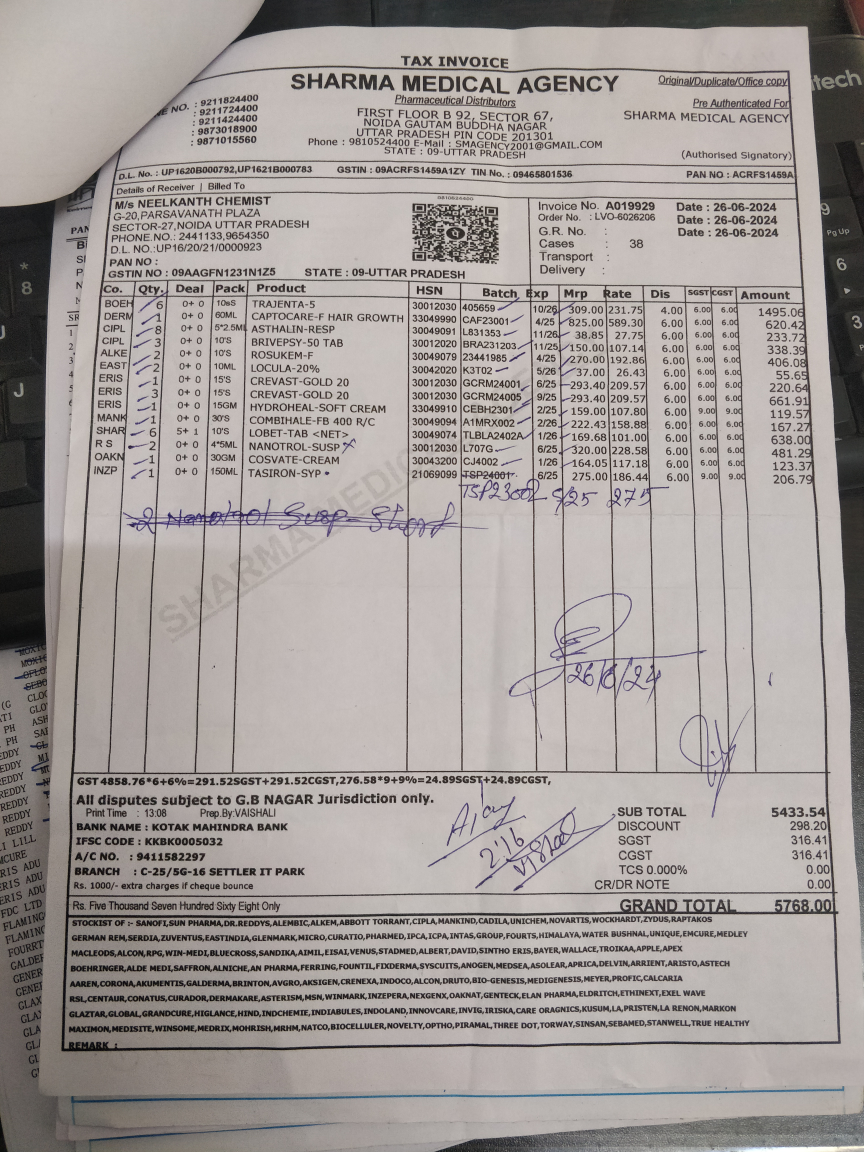 TAX INVOICE
SHARMA MEDICAL AGENCY
Original/Duplicate/Office copy
Pharmaceutical Distributors
Pre Authenticated For
NO. : 9211824400
: 9211724400
: 9211424400
: 9873018900
: 9871015560
FIRST FLOOR B 92, SECTOR 67,
NOIDA GAUTAM BUDDHA NAGAR
UTTAR PRADESH PIN CODE 201301
Phone : 9810524400 E-Mail : SMAGENCY2001@GMAIL.COM
STATE : 09-UTTAR PRADESH
SHARMA MEDICAL AGENCY
(Authorised Signatory)
D.L. No. : UP1620B000792,UP1621B000783 GSTIN : 09ACRFS1459A1ZY TIN No. : 09465801536 PAN NO : ACRFS1459A
Details of Receiver | Billed To
M/s NEELKANTH CHEMIST
G-20,PARSAVANATH PLAZA
SECTOR-27,NOIDA UTTAR PRADESH
PHONE.NO.: 2441133,9654350
D.L. NO.:UP16/20/21/0000923
PAN NO :
GSTIN NO : 09AAGFN1231N1Z5 STATE : 09-UTTAR PRADESH
9810524400
Invoice No. A019929 Date : 26-06-2024
Order No. : LVO-6026206 Date : 26-06-2024
G.R. No. : Date : 26-06-2024
Cases : 38
Transport :
Delivery :
Co. Qty. Deal Pack Product HSN Batch Exp Mrp Rate Dis SGST CGST Amount
BOEH 6 0+ 0 10sS TRAJENTA-5 30012030 405659 10/26 309.00 231.75 4.00 6.00 6.00 1495.06
DERM 1 0+ 0 60ML CAPTOCARE-F HAIR GROWTH 33049990 CAF23001 4/25 825.00 589.30 6.00 6.00 6.00 620.42
CIPL 8 0+ 0 5*2.5ML ASTHALIN-RESP 30049091 L831353 11/26 38.85 27.75 6.00 6.00 6.00 233.72
CIPL 3 0+ 0 10'S BRIVEPSY-50 TAB 30012020 BRA231203 11/25 150.00 107.14 6.00 6.00 6.00 338.39
ALKE 2 0+ 0 10'S ROSUKEM-F 30049079 23441985 4/25 270.00 192.86 6.00 6.00 6.00 406.08
EAST 2 0+ 0 10ML LOCULA-20% 30042020 K3T02 5/26 37.00 26.43 6.00 6.00 6.00 55.65
ERIS 1 0+ 0 15'S CREVAST-GOLD 20 30012030 GCRM24001 6/25 293.40 209.57 6.00 6.00 6.00 220.64
ERIS 3 0+ 0 15'S CREVAST-GOLD 20 30012030 GCRM24005 9/25 293.40 209.57 6.00 6.00 6.00 661.91
ERIS 1 0+ 0 15GM HYDROHEAL-SOFT CREAM 33049910 CEBH2301 2/25 159.00 107.80 6.00 9.00 9.00 119.57
MANK 1 0+ 0 30'S COMBIHALE-FB 400 R/C 30049094 A1MRX002 2/26 222.43 158.88 6.00 6.00 6.00 167.27
SHAR 6 5+ 1 10'S LOBET-TAB <NET> 30049074 TLBLA2402A 1/26 169.68 101.00 6.00 6.00 6.00 638.00
R S 2 0+ 0 4*5ML NANOTROL-SUSP 30012030 L707G 6/25 320.00 228.58 6.00 6.00 6.00 481.29
OAKN 1 0+ 0 30GM COSVATE-CREAM 30043200 CJ4002 1/26 164.05 117.18 6.00 6.00 6.00 123.37
INZP 1 0+ 0 150ML TASIRON-SYP 21069099 TSP24001 6/25 275.00 186.44 6.00 9.00 9.00 206.79
TSP23002 9/25 275
2 Nanotrol Susp-Short
SHARMA MEDIC
26/6/24
GST 4858.76*6+6%=291.52SGST+291.52CGST,276.58*9+9%=24.89SGST+24.89CGST,
All disputes subject to G.B NAGAR Jurisdiction only.
Print Time : 13:08 Prep.By:VAISHALI
BANK NAME : KOTAK MAHINDRA BANK
IFSC CODE : KKBK0005032
A/C NO. : 9411582297
BRANCH : C-25/5G-16 SETTLER IT PARK
Rs. 1000/- extra charges if cheque bounce
Ajay
2'16
SUB TOTAL 5433.54
DISCOUNT 298.20
SGST 316.41
CGST 316.41
TCS 0.000% 0.00
CR/DR NOTE 0.00
Rs. Five Thousand Seven Hundred Sixty Eight Only GRAND TOTAL 5768.00
STOCKIST OF :- SANOFI,SUN PHARMA,DR.REDDYS,ALEMBIC,ALKEM,ABBOTT TORRANT,CIPLA,MANKIND,CADILA,UNICHEM,NOVARTIS,WOCKHARDT,ZYDUS,RAPTAKOS
GERMAN REM,SERDIA,ZUVENTUS,EASTINDIA,GLENMARK,MICRO,CURATIO,PHARMED,IPCA,ICPA,INTAS,GROUP,FOURTS,HIMALAYA,WATER BUSHNAL,UNIQUE,EMCURE,MEDLEY
MACLEODS,ALCON,RPG,WIN-MEDI,BLUECROSS,SANDIKA,AIMIL,EISAI,VENUS,STADMED,ALBERT,DAVID,SINTHO ERIS,BAYER,WALLACE,TROIKAA,APPLE,APEX
BOEHRINGER,ALDE MEDI,SAFFRON,ALNICHE,AN PHARMA,FERRING,FOUNTIL,FIXDERMA,SYSCUITS,ANOGEN,MEDSEA,ASOLEAR,APRICA,DELVIN,ARRIENT,ARISTO,ASTECH
AAREN,CORONA,AKUMENTIS,GALDERMA,BRINTON,AVGRO,AKSIGEN,CRENEXA,INDOCO,ALCON,DRUTO,BIO-GENESIS,MEDIGENESIS,MEYER,PROFIC,CALCARIA
RSL,CENTAUR,CONATUS,CURADOR,DERMAKARE,ASTERISM,MSN,WINMARK,INZEPERA,NEXGENX,OAKNAT,GENTECK,ELAN PHARMA,ELDRITCH,ETHINEXT,EXEL WAVE
GLAZTAR,GLOBAL,GRANDCURE,HIGLANCE,HIND,INDCHEMIE,INDIABULES,INDOLAND,INNOVCARE,INVIG,IRISKA,CARE ORAGNICS,KUSUM,LA,PRISTEN,LA RENON,MARKON
MAXIMON,MEDISITE,WINSOME,MEDRIX,MOHRISH,MRHM,NATCO,BIOCELLULER,NOVELTY,OPTHO,PIRAMAL,THREE DOT,TORWAY,SINSAN,SEBAMED,STANWELL,TRUE HEALTHY
REMARK :